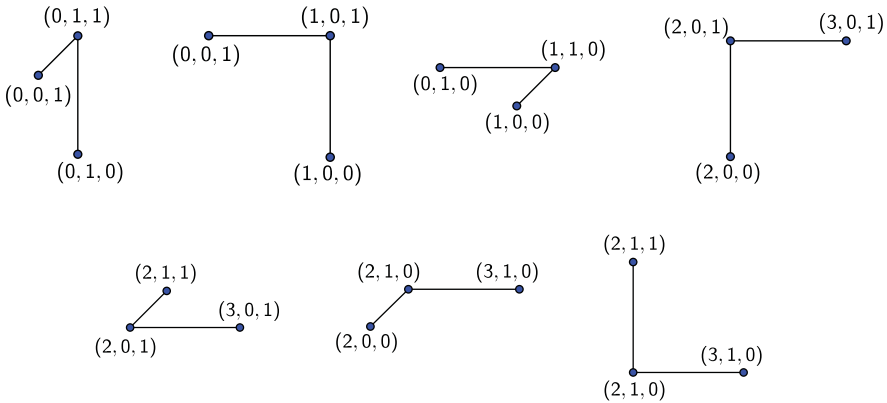 (0, 1, 1)
(0, 0, 1)
(0, 1, 0)
(1, 0, 1)
(0, 0, 1)
(1, 0, 0)
(1, 1, 0)
(0, 1, 0)
(1, 0, 0)
(2, 0, 1)
(3, 0, 1)
(2, 0, 0)
(2, 1, 1)
(3, 0, 1)
(2, 0, 1)
(2, 1, 0)
(3, 1, 0)
(2, 0, 0)
(2, 1, 1)
(3, 1, 0)
(2, 1, 0)